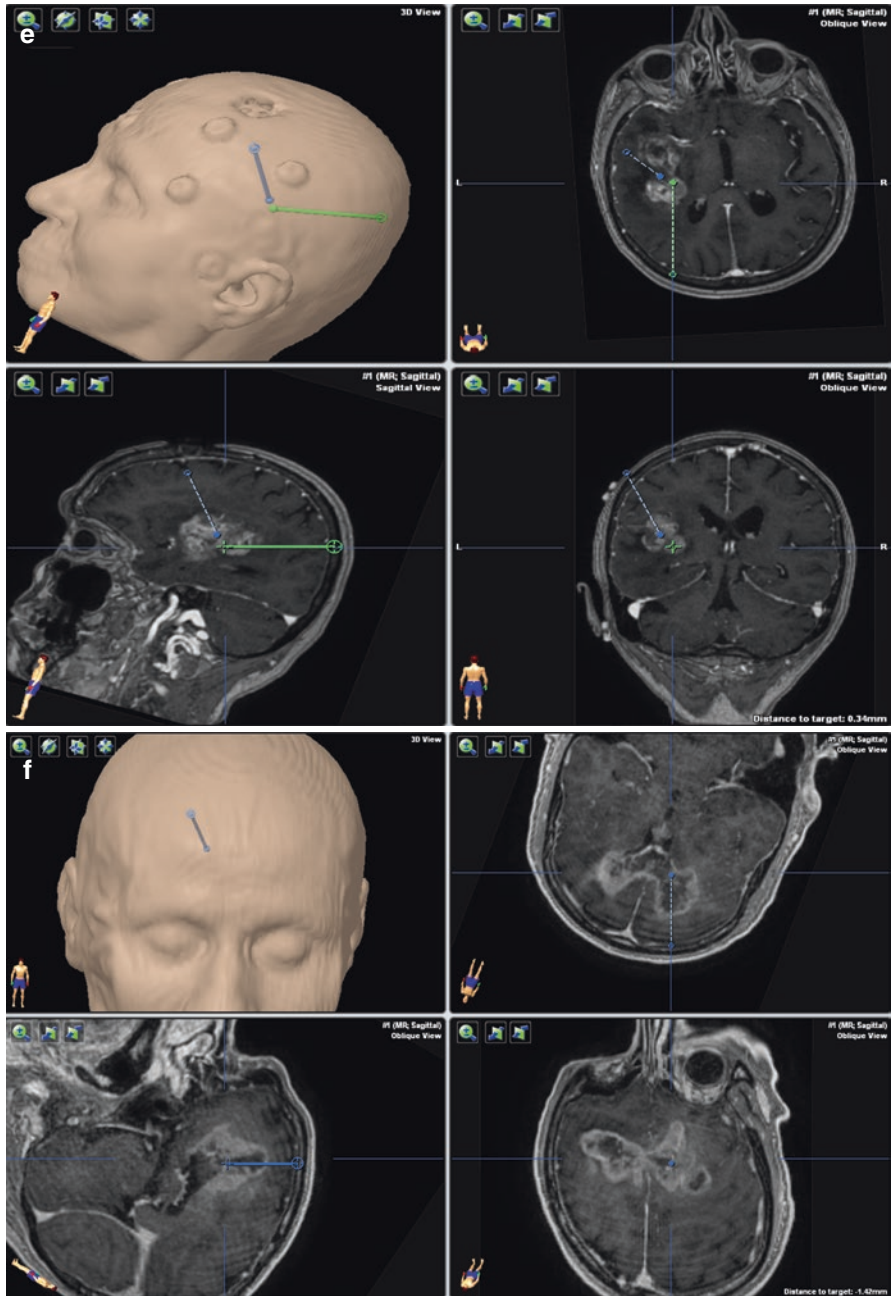 e
3D View
#1 (MR; Sagittal)
Oblique View
L
R
#1 (MR; Sagittal)
Sagittal View
#1 (MR; Sagittal)
Oblique View
L
R
Distance to target: 0.34mm
f
3D View
#1 (MR; Sagittal)
Oblique View
#1 (MR; Sagittal)
Oblique View
#1 (MR; Sagittal)
Oblique View
Distance to target: -1.42mm